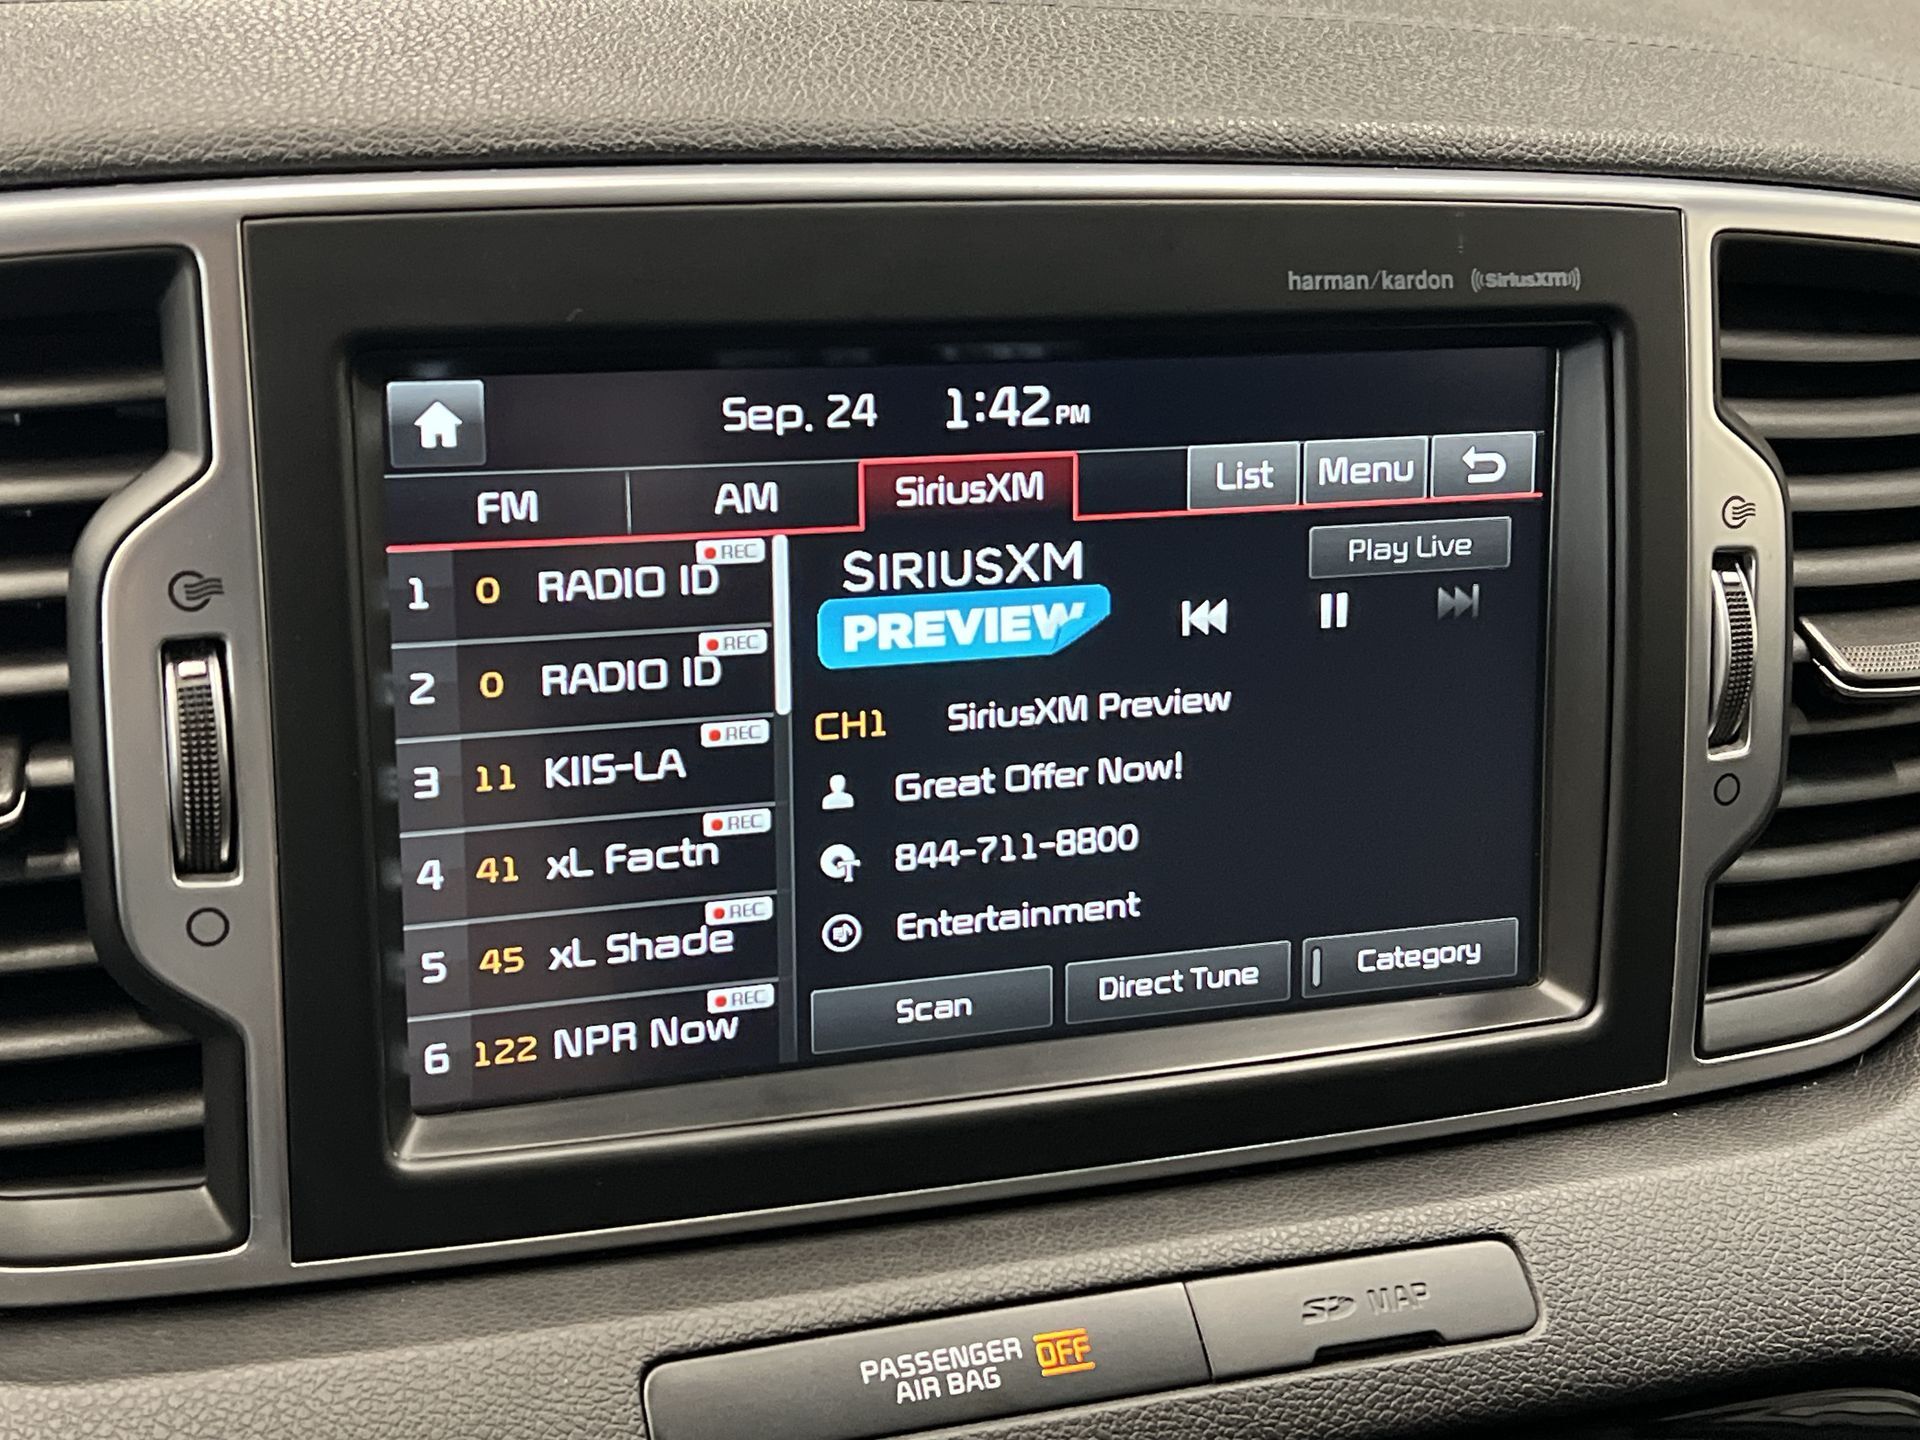 harman/kardon ((SiriusXM))
Sep. 24 1:42 PM
FM AM SiriusXM List Menu
1 0 RADIO ID REC
2 0 RADIO ID REC
3 11 KIIS-LA REC
4 41 xL Factn REC
5 45 xL Shade REC
6 122 NPR Now REC
SIRIUSXM
PREVIEW
Play Live
CH1 SiriusXM Preview
Great Offer Now!
844-711-8800
Entertainment
Scan Direct Tune Category
PASSENGER
AIR BAG OFF
SD MAP